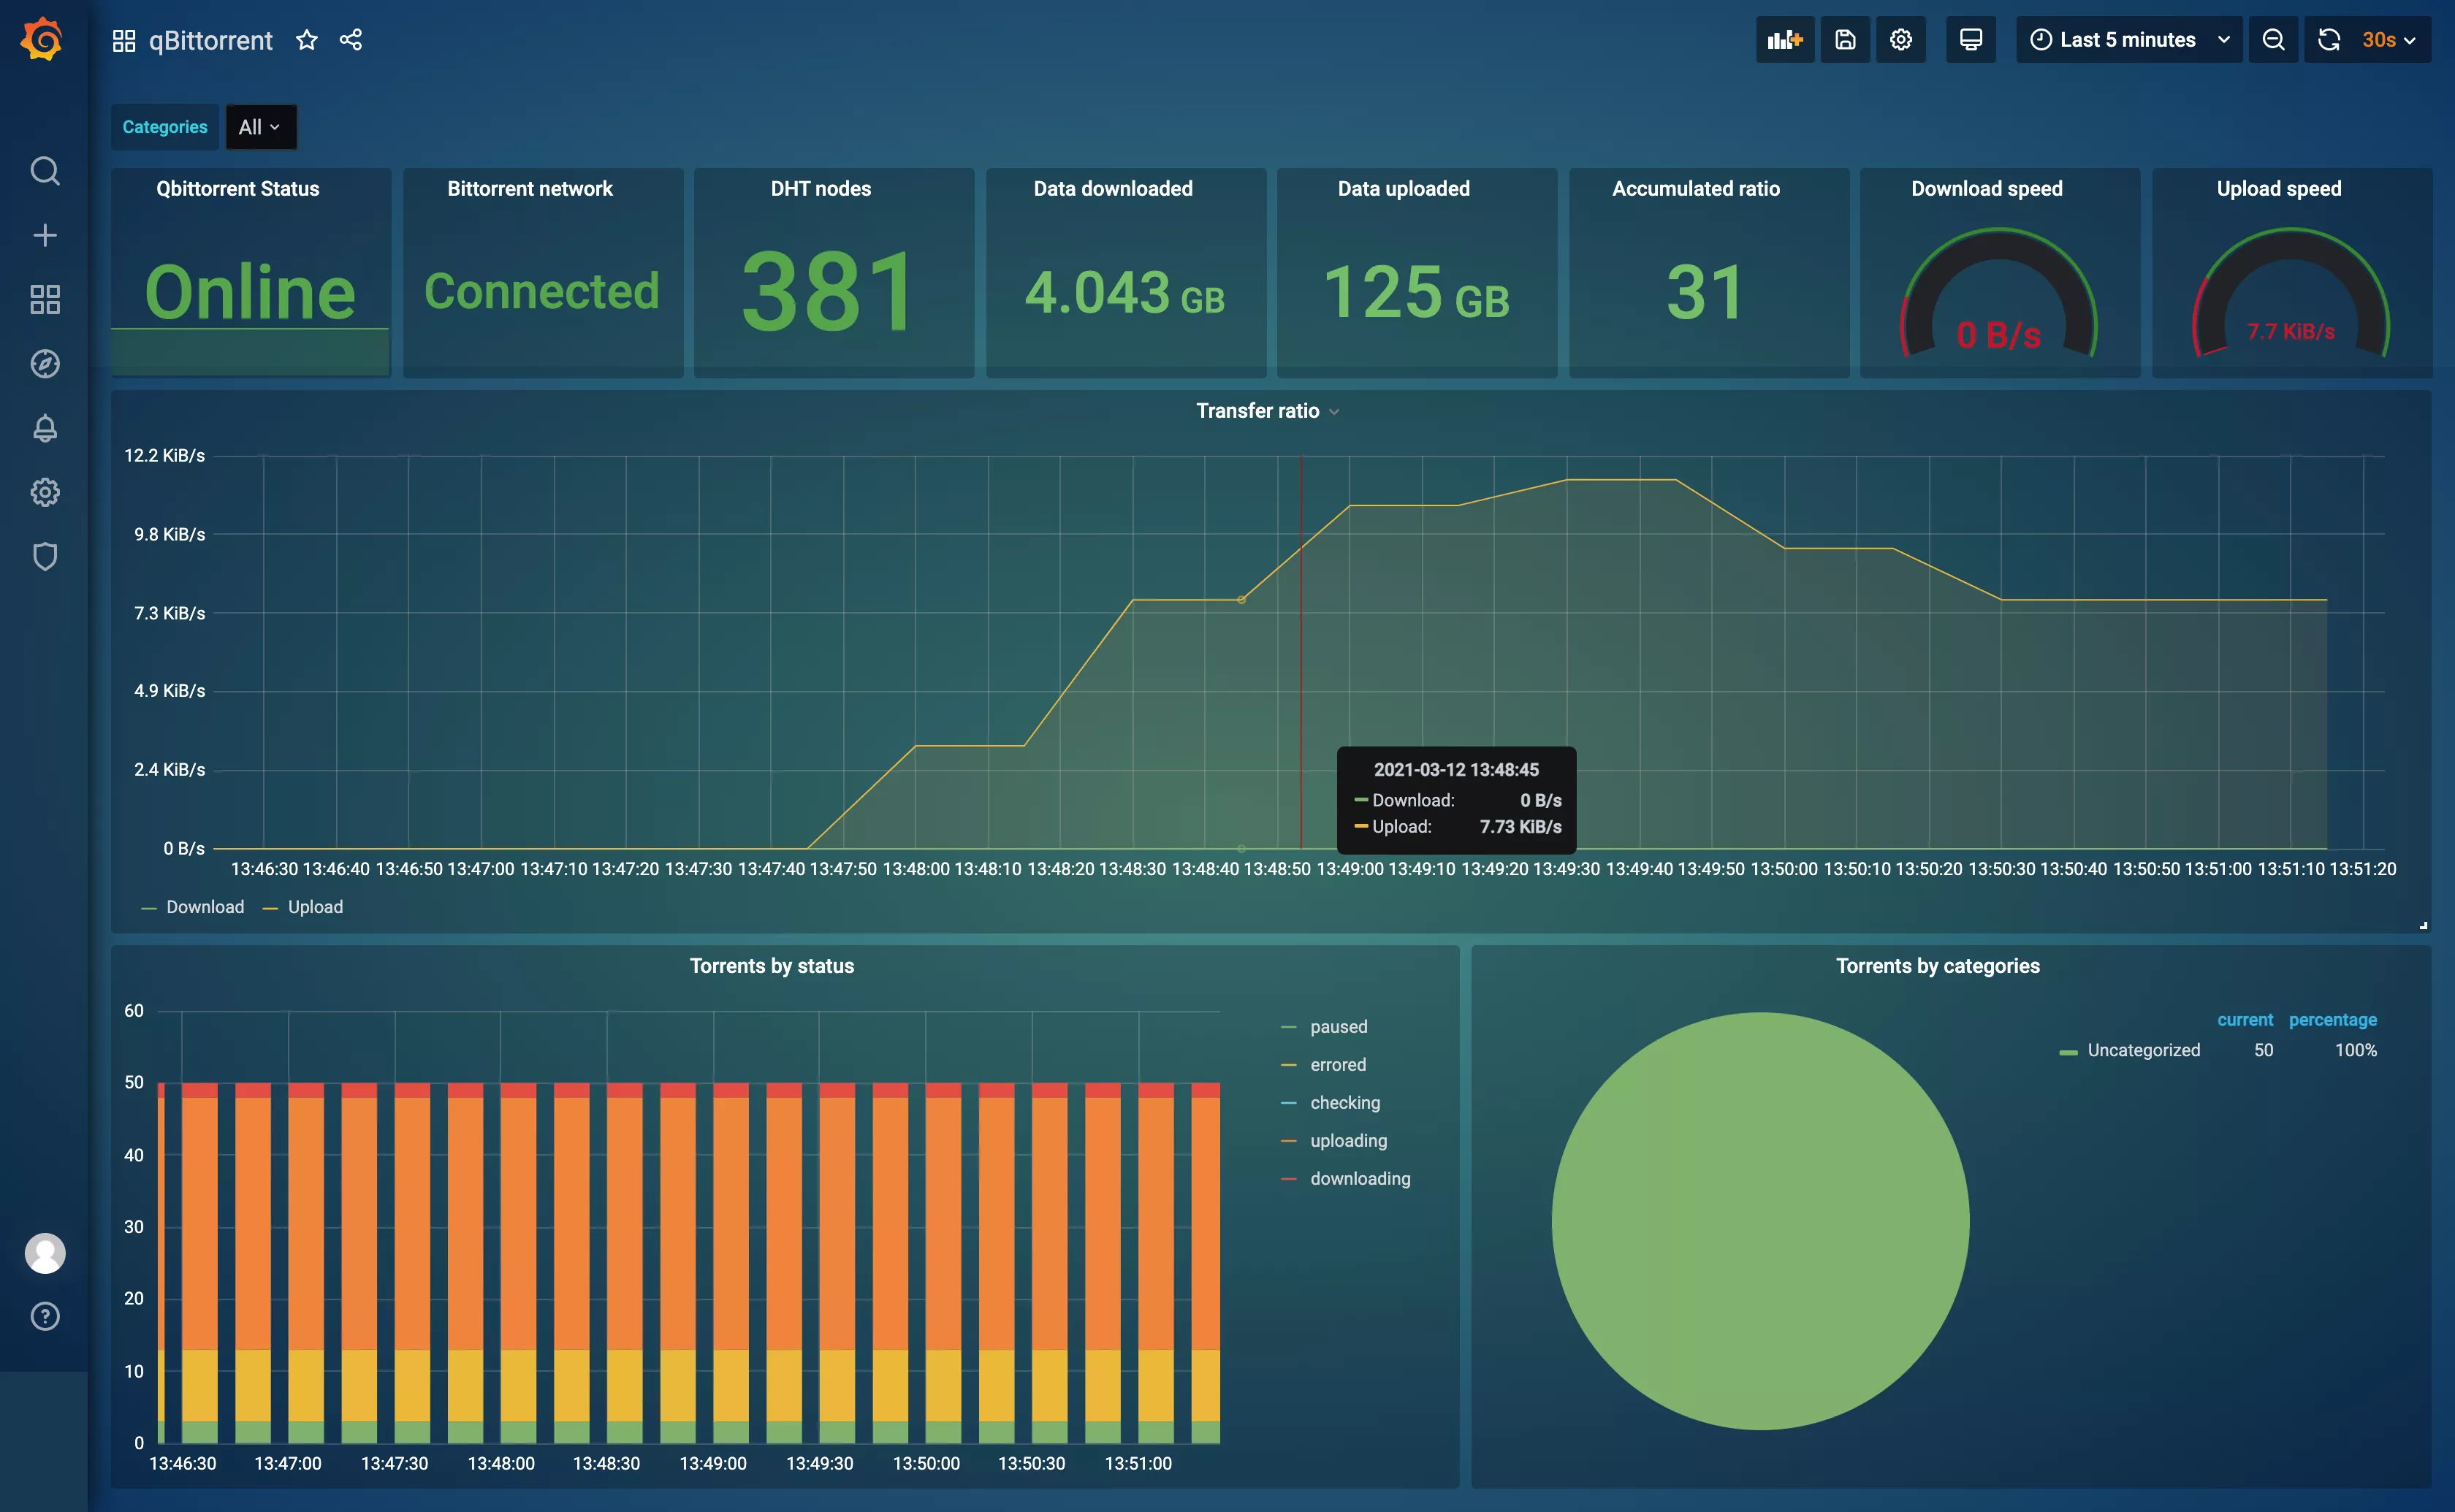 qBittorrent
Last 5 minutes
30s
Categories
All
Qbittorrent Status
Online
Bittorrent network
Connected
DHT nodes
381
Data downloaded
4.043 GB
Data uploaded
125 GB
Accumulated ratio
31
Download speed
0 B/s
Upload speed
7.7 KiB/s
Transfer ratio
12.2 KiB/s
9.8 KiB/s
7.3 KiB/s
4.9 KiB/s
2.4 KiB/s
0 B/s
2021-03-12 13:48:45
Download: 0 B/s
Upload: 7.73 KiB/s
13:46:30 13:46:40 13:46:50 13:47:00 13:47:10 13:47:20 13:47:30 13:47:40 13:47:50 13:48:00 13:48:10 13:48:20 13:48:30 13:48:40 13:48:50 13:49:00 13:49:10 13:49:20 13:49:30 13:49:40 13:49:50 13:50:00 13:50:10 13:50:20 13:50:30 13:50:40 13:50:50 13:51:00 13:51:10 13:51:20
Download Upload
Torrents by status
60
50
40
30
20
10
0
13:46:30 13:47:00 13:47:30 13:48:00 13:48:30 13:49:00 13:49:30 13:50:00 13:50:30 13:51:00
paused
errored
checking
uploading
downloading
Torrents by categories
current percentage
Uncategorized 50 100%